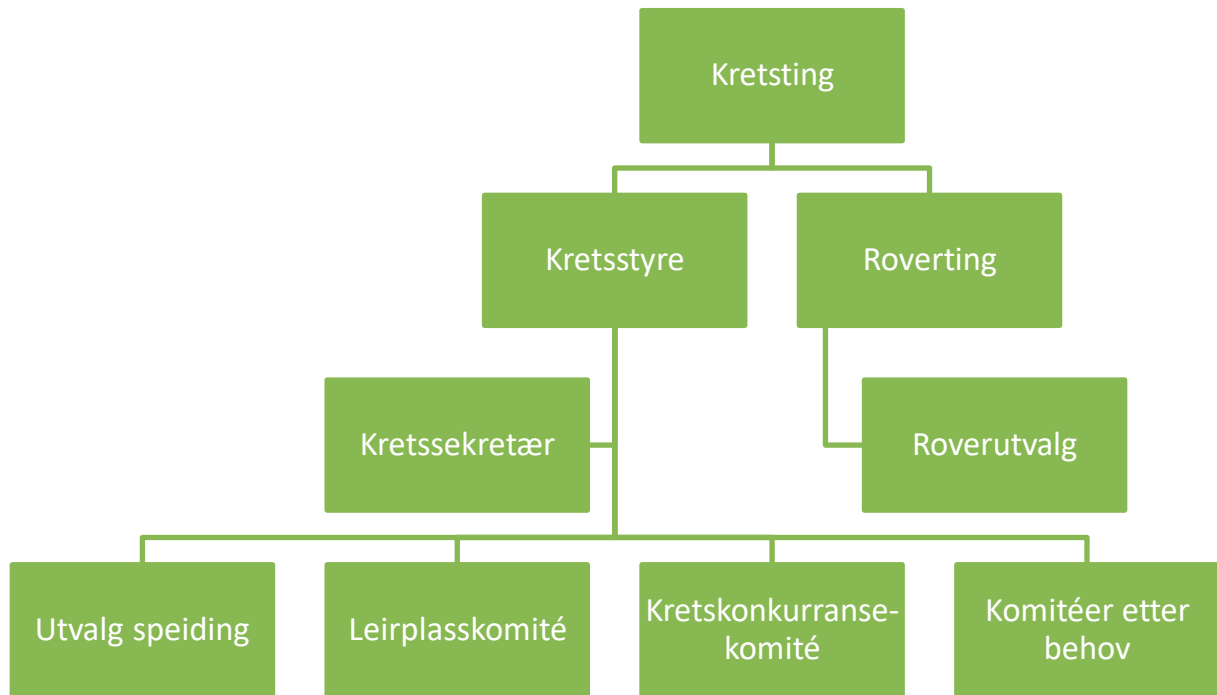 Kretsting
Kretsstyre
Roverting
Kretssekretær
Roverutvalg
Utvalg speiding
Leirplasskomité
Kretskonkurranse-
komité
Komitéer etter
behov